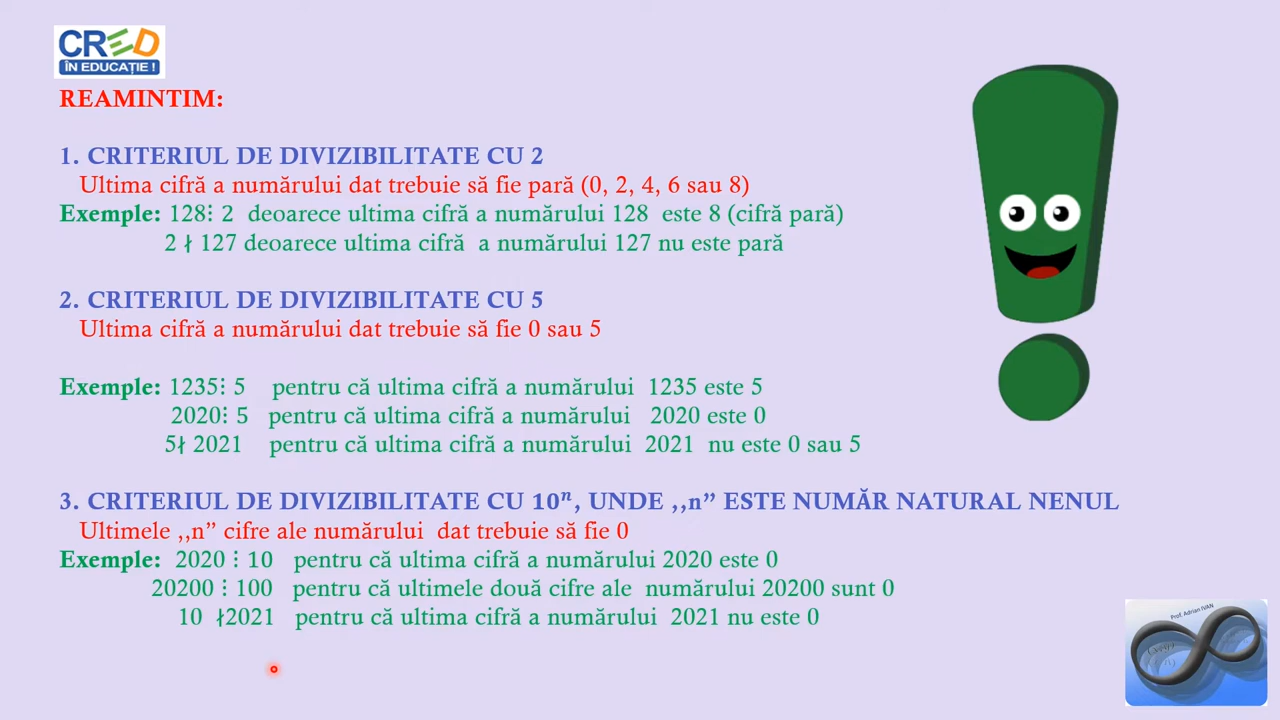 CRED
ÎN EDUCAȚIE !
REAMINTIM:
1. CRITERIUL DE DIVIZIBILITATE CU 2
Ultima cifră a numărului dat trebuie să fie pară (0, 2, 4, 6 sau 8)
Exemple: 128⋮ 2 deoarece ultima cifră a numărului 128 este 8 (cifră pară)
2 ∤ 127 deoarece ultima cifră a numărului 127 nu este pară
2. CRITERIUL DE DIVIZIBILITATE CU 5
Ultima cifră a numărului dat trebuie să fie 0 sau 5
Exemple: 1235⋮ 5 pentru că ultima cifră a numărului 1235 este 5
2020⋮ 5 pentru că ultima cifră a numărului 2020 este 0
5∤ 2021 pentru că ultima cifră a numărului 2021 nu este 0 sau 5
3. CRITERIUL DE DIVIZIBILITATE CU 10ⁿ, UNDE ,,n” ESTE NUMĂR NATURAL NENUL
Ultimele ,,n” cifre ale numărului dat trebuie să fie 0
Exemple: 2020 ⋮ 10 pentru că ultima cifră a numărului 2020 este 0
20200 ⋮ 100 pentru că ultimele două cifre ale numărului 20200 sunt 0
10 ∤2021 pentru că ultima cifră a numărului 2021 nu este 0
Prof. Adrian IVAN